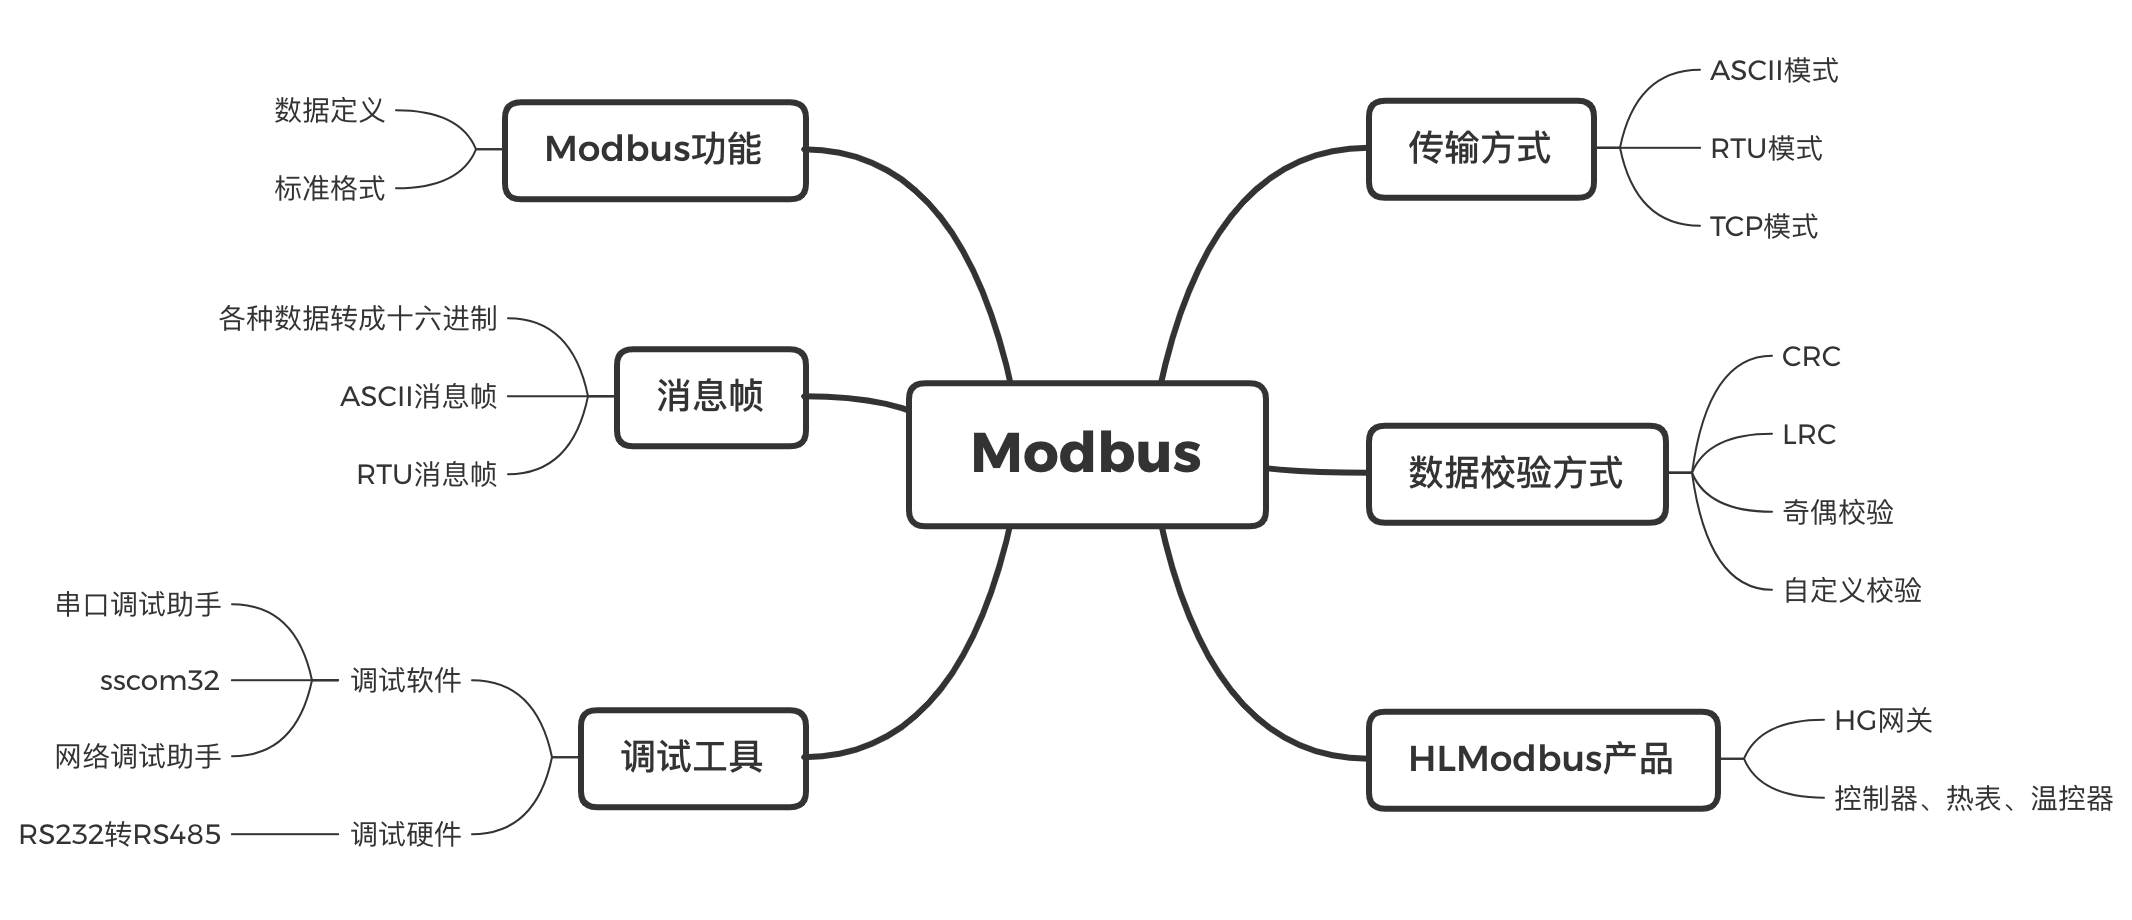 Modbus
传输方式
ASCII模式
RTU模式
TCP模式
数据校验方式
CRC
LRC
奇偶校验
自定义校验
HLModbus产品
HG网关
控制器、热表、温控器
Modbus功能
数据定义
标准格式
消息帧
各种数据转成十六进制
ASCII消息帧
RTU消息帧
调试工具
调试软件
串口调试助手
sscom32
网络调试助手
调试硬件
RS232转RS485